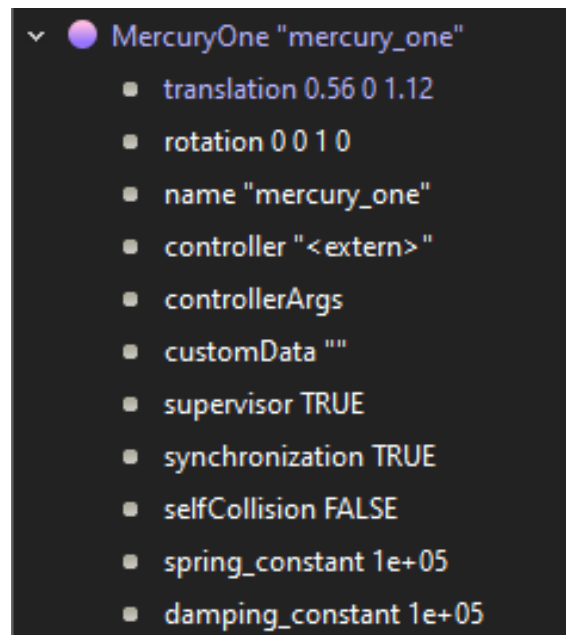 MercuryOne "mercury_one"
translation 0.56 0 1.12
rotation 0 0 1 0
name "mercury_one"
controller "<extern>"
controllerArgs
customData ""
supervisor TRUE
synchronization TRUE
selfCollision FALSE
spring_constant 1e+05
damping_constant 1e+05